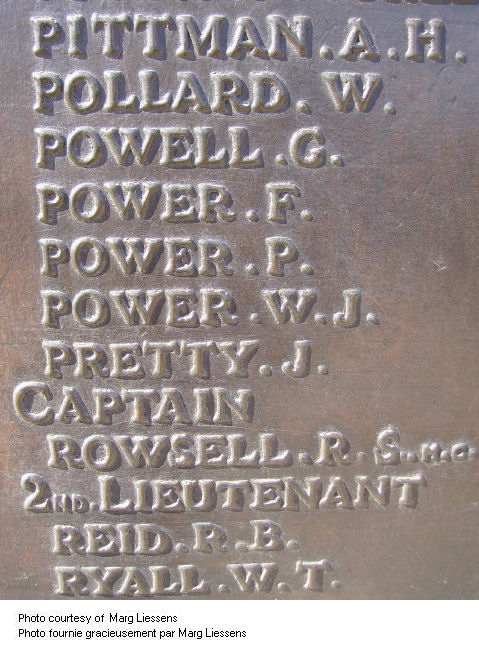 PITTMAN.A.H.
POLLARD.W.
POWELL.G.
POWER.F.
POWER.P.
POWER.W.J.
PRETTY.J.
CAPTAIN
ROWSELL.R.S.M.C.
2ND.LIEUTENANT
REID.R.B.
RYALL.W.T.
Photo courtesy of Marg Liessens
Photo fournie gracieusement par Marg Liessens